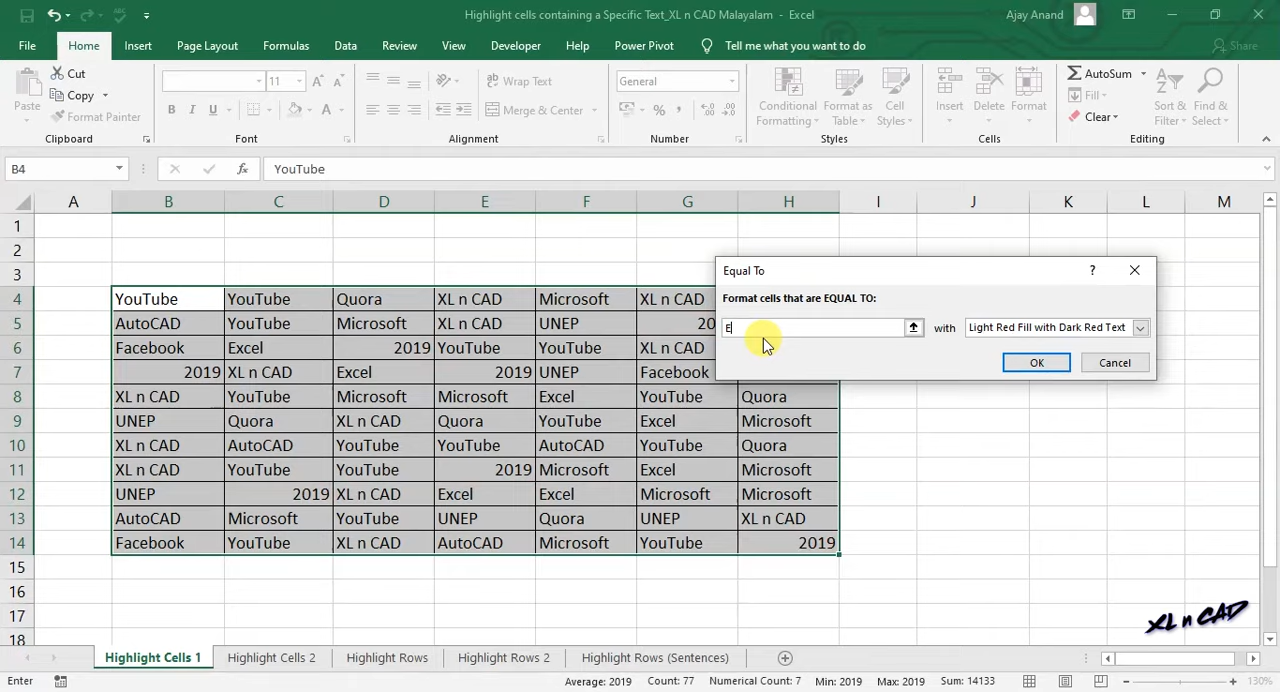 Highlight cells containing a Specific Text_XL n CAD Malayalam - Excel
Ajay Anand
File Home Insert Page Layout Formulas Data Review View Developer Help Power Pivot Tell me what you want to do Share
Cut
Copy
Format Painter
Paste
Clipboard
11
B I U
Font
Wrap Text
Merge & Center
Alignment
General
Number
Conditional Formatting
Format as Table
Cell Styles
Styles
Insert Delete Format
Cells
AutoSum
Fill
Clear
Sort & Filter
Find & Select
Editing
B4 fx YouTube
A B C D E F G H I J K L M
1
2
3
4 YouTube YouTube Quora XL n CAD Microsoft XL n CAD
5 AutoCAD YouTube Microsoft XL n CAD UNEP 20
6 Facebook Excel 2019 YouTube YouTube XL n CAD
7 2019 XL n CAD Excel 2019 UNEP Facebook
8 XL n CAD YouTube Microsoft Microsoft Excel YouTube Quora
9 UNEP Quora XL n CAD Quora YouTube Excel Microsoft
10 XL n CAD AutoCAD YouTube YouTube AutoCAD YouTube Quora
11 XL n CAD YouTube YouTube 2019 Microsoft Excel Microsoft
12 UNEP 2019 XL n CAD Excel Excel Microsoft Microsoft
13 AutoCAD Microsoft YouTube UNEP Quora UNEP XL n CAD
14 Facebook YouTube XL n CAD AutoCAD Microsoft YouTube 2019
15
16
17
18
Equal To ?
Format cells that are EQUAL TO:
E with Light Red Fill with Dark Red Text
OK Cancel
XL n CAD
Highlight Cells 1 Highlight Cells 2 Highlight Rows Highlight Rows 2 Highlight Rows (Sentences)
Enter Average: 2019 Count: 77 Numerical Count: 7 Min: 2019 Max: 2019 Sum: 14133 130%